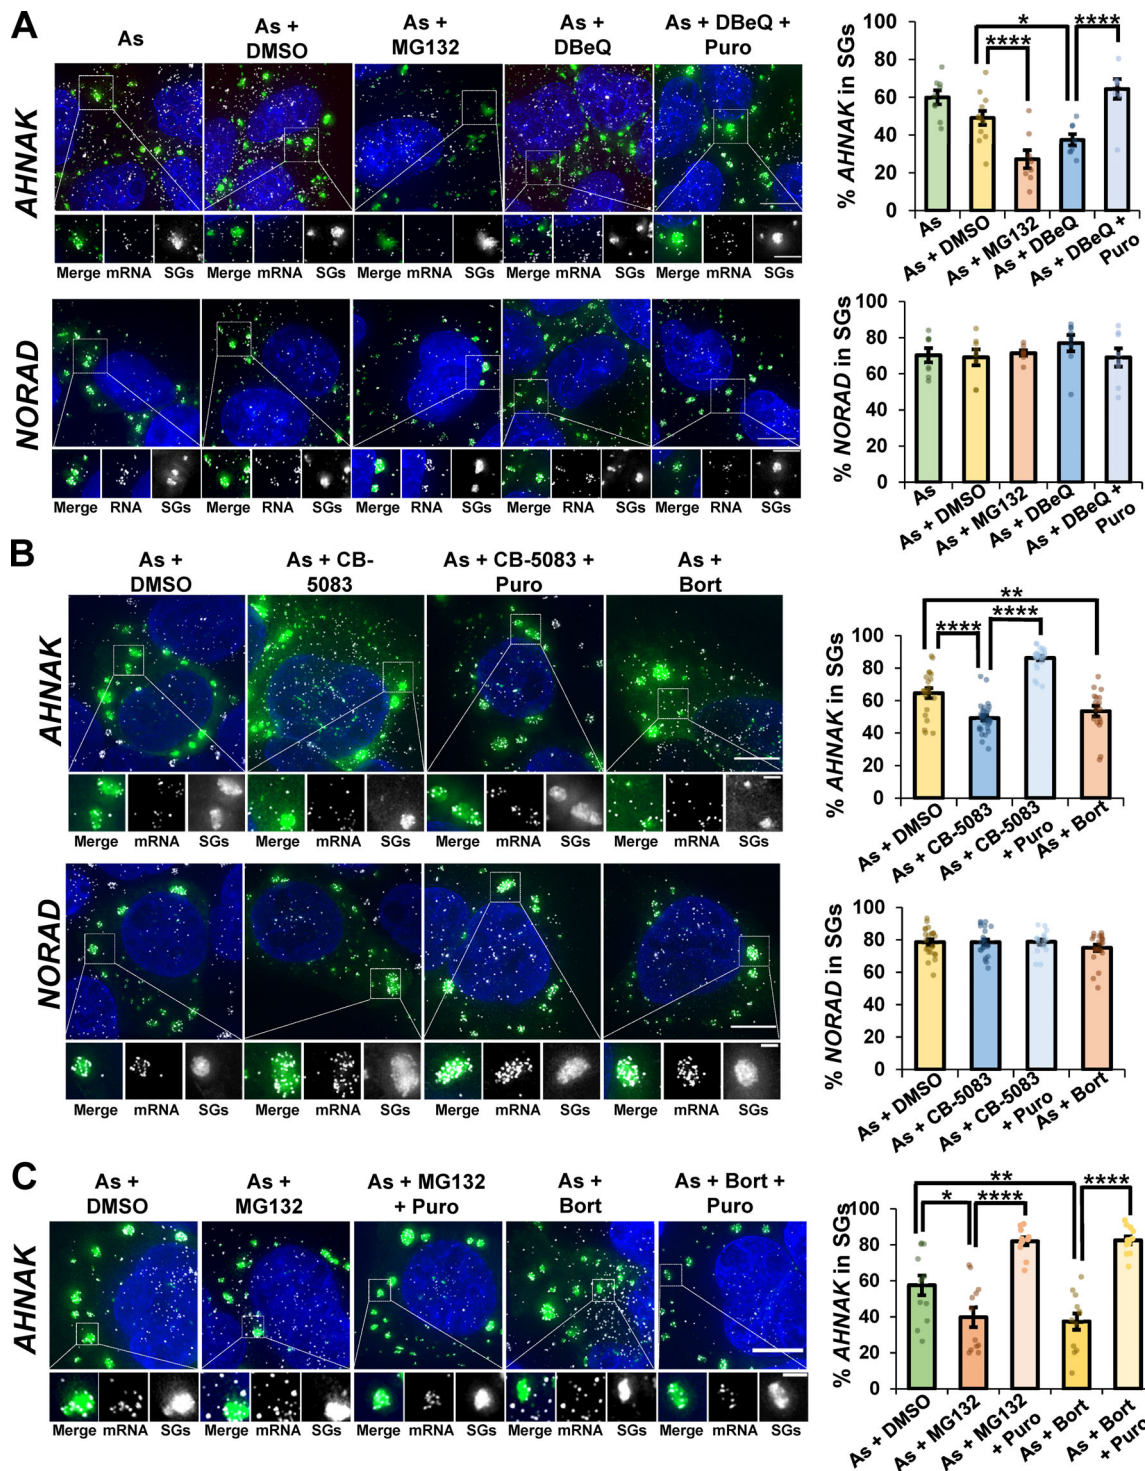 A
As
As +
DMSO
As +
MG132
As +
DBeQ
As + DBeQ +
Puro
AHNAK
Merge mRNA SGs
Merge mRNA SGs
Merge mRNA SGs
Merge mRNA SGs
Merge mRNA SGs
% AHNAK in SGs
100
80
60
40
20
0
* ****
****
As
As + DMSO
As + MG132
As + DBeQ
As + DBeQ +
Puro
NORAD
Merge RNA SGs
Merge RNA SGs
Merge RNA SGs
Merge RNA SGs
Merge RNA SGs
% NORAD in SGs
100
80
60
40
20
0
As
As + DMSO
As + MG132
As + DBeQ
As + DBeQ +
Puro
B
As +
DMSO
As + CB-
5083
As + CB-5083 +
Puro
As +
Bort
AHNAK
Merge mRNA SGs
Merge mRNA SGs
Merge mRNA SGs
Merge mRNA SGs
% AHNAK in SGs
100
80
60
40
20
0
**
**** ****
As + DMSO
As + CB-5083
As + CB-5083
+ Puro
As + Bort
NORAD
Merge mRNA SGs
Merge mRNA SGs
Merge mRNA SGs
Merge mRNA SGs
% NORAD in SGs
100
80
60
40
20
0
As + DMSO
As + CB-5083
As + CB-5083
+ Puro
As + Bort
C
As +
DMSO
As +
MG132
As + MG132
+ Puro
As +
Bort
As + Bort +
Puro
AHNAK
Merge mRNA SGs
Merge mRNA SGs
Merge mRNA SGs
Merge mRNA SGs
Merge mRNA SGs
% AHNAK in SGs
100
80
60
40
20
0
** ****
* ****
As + DMSO
As + MG132
As + MG132
+ Puro
As + Bort
As + Bort
+ Puro